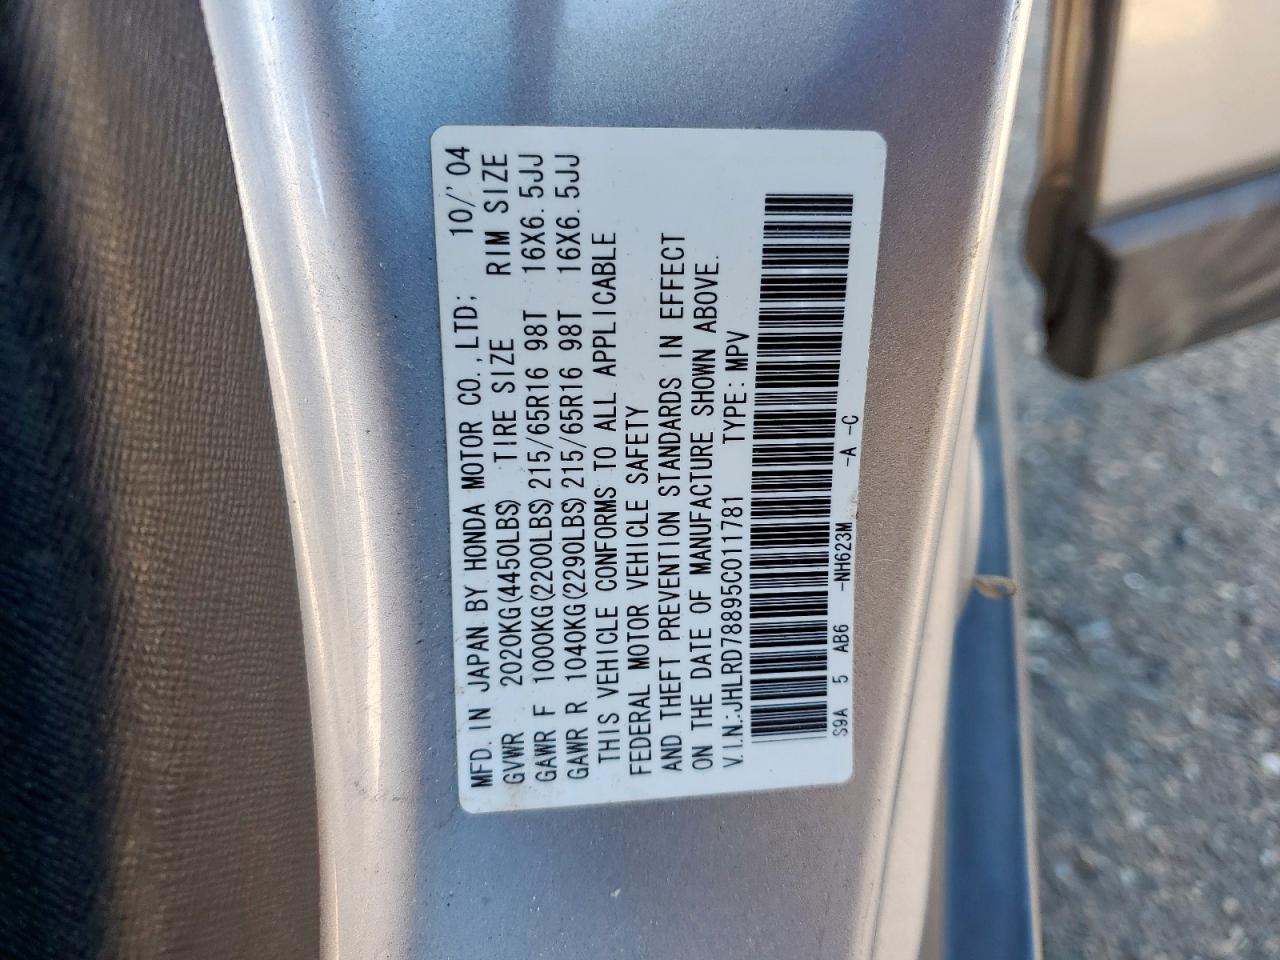 MFD. IN JAPAN BY HONDA MOTOR CO., LTD; 10/'04
GVWR 2020KG(4450LBS) TIRE SIZE RIM SIZE
GAWR F 1000KG(2200LBS)215/65R16 98T 16X6.5JJ
GAWR R 1040KG(2290LBS)215/65R16 98T 16X6.5JJ
THIS VEHICLE CONFORMS TO ALL APPLICABLE
FEDERAL MOTOR VEHICLE SAFETY
AND THEFT PREVENTION STANDARDS IN EFFECT
ON THE DATE OF MANUFACTURE SHOWN ABOVE.
V.I.N.:JHLRD78895C011781 TYPE:MPV
S9A 5 AB6 -NH623M -A -C